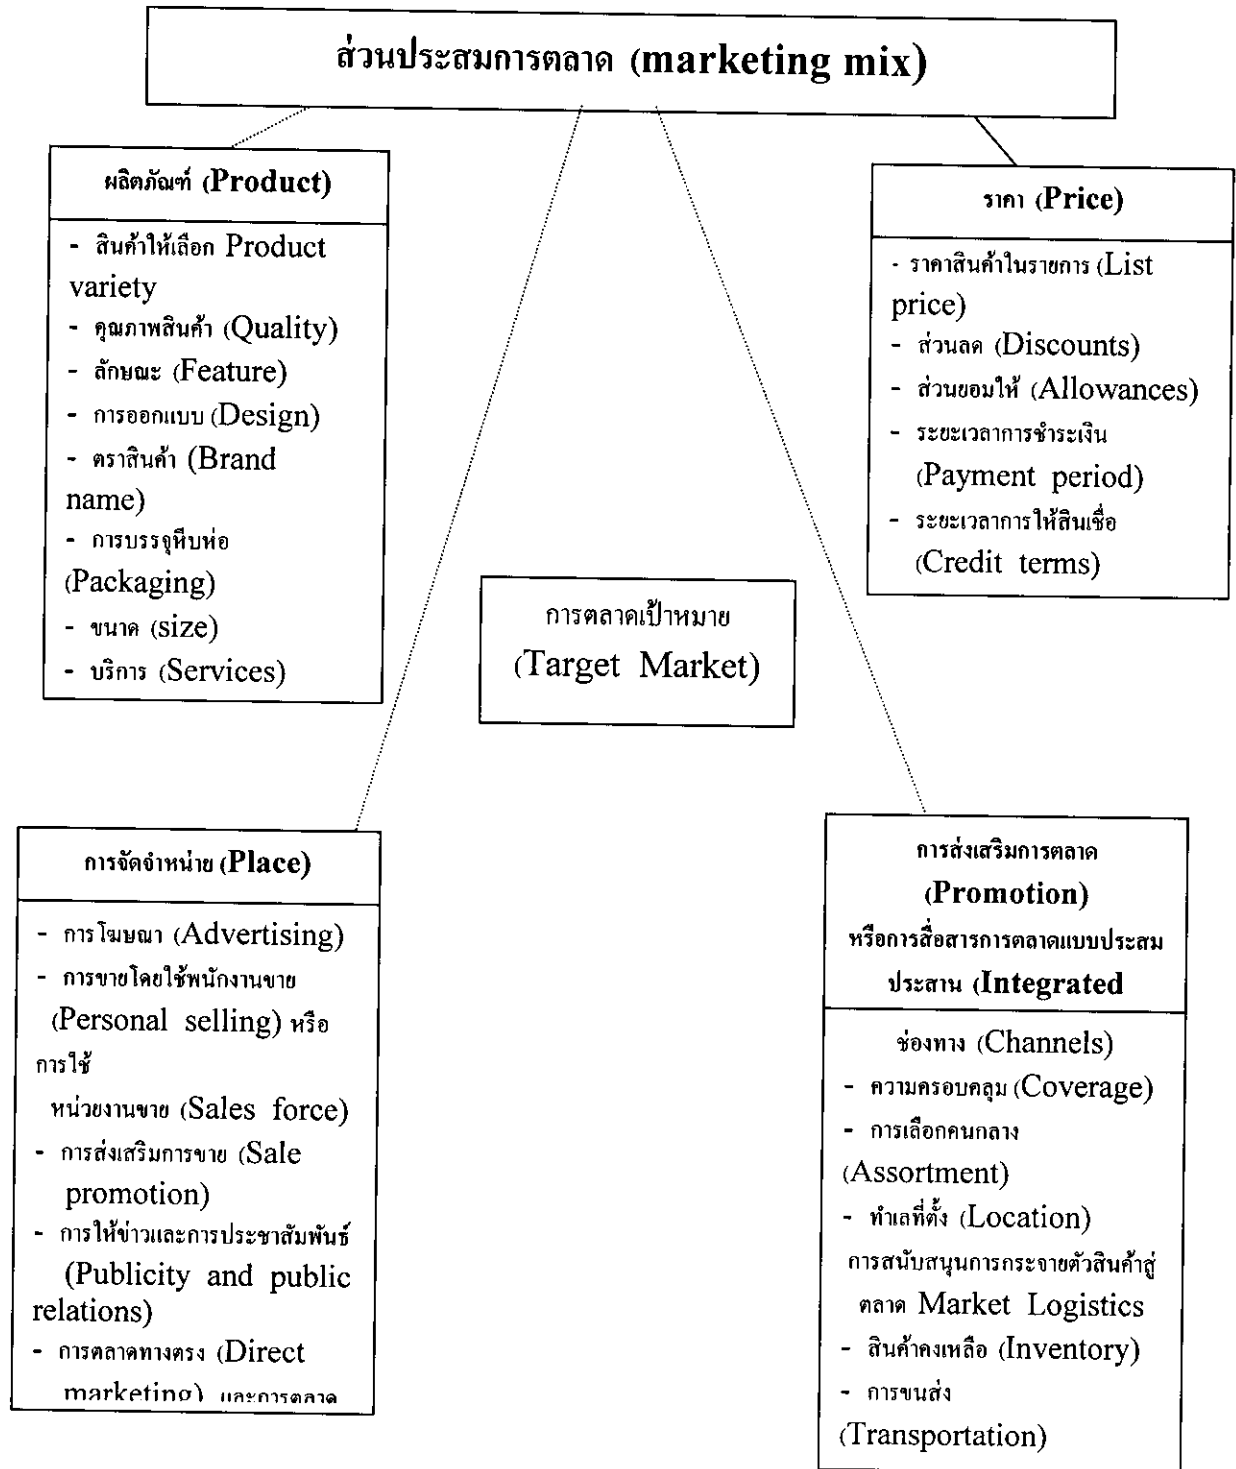 ส่วนประสมการตลาด (marketing mix)
ผลิตภัณฑ์ (Product)
- สินค้าให้เลือก Product
variety
- คุณภาพสินค้า (Quality)
- ลักษณะ (Feature)
- การออกแบบ (Design)
- ตราสินค้า (Brand
name)
- การบรรจุหีบห่อ
(Packaging)
- ขนาด (size)
- บริการ (Services)
ราคา (Price)
- ราคาสินค้าในรายการ (List
price)
- ส่วนลด (Discounts)
- ส่วนยอมให้ (Allowances)
- ระยะเวลาการชำระเงิน
(Payment period)
- ระยะเวลาการให้สินเชื่อ
(Credit terms)
การตลาดเป้าหมาย
(Target Market)
การจัดจำหน่าย (Place)
- การโฆษณา (Advertising)
- การขายโดยใช้พนักงานขาย
(Personal selling) หรือ
การใช้
หน่วยงานขาย (Sales force)
- การส่งเสริมการขาย (Sale
promotion)
- การให้ข่าวและการประชาสัมพันธ์
(Publicity and public
relations)
- การตลาดทางตรง (Direct
marketing) และการตลาด
การส่งเสริมการตลาด
(Promotion)
หรือการสื่อสารการตลาดแบบประสม
ประสาน (Integrated
ช่องทาง (Channels)
- ความครอบคลุม (Coverage)
- การเลือกคนกลาง
(Assortment)
- ทำเลที่ตั้ง (Location)
การสนับสนุนการกระจายตัวสินค้าสู่
ตลาด Market Logistics
- สินค้าคงเหลือ (Inventory)
- การขนส่ง
(Transportation)